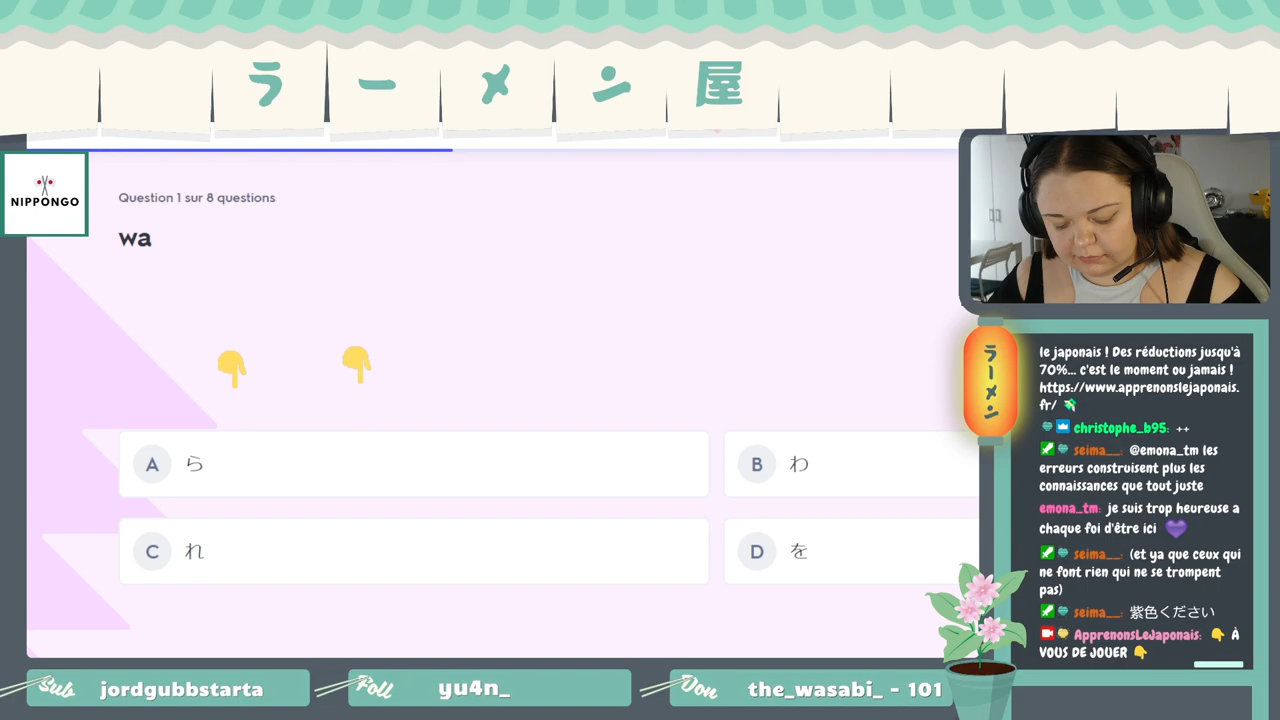 ラーメン屋
NIPPONGO
Question 1 sur 8 questions
wa
A ら
B わ
C れ
D を
ラーメン
le japonais ! Des réductions jusqu'à
70%... c'est le moment ou jamais !
https://www.apprenonslejaponais.
fr/
christophe_b95: ++
seima__: @emona_tm les
erreurs construisent plus les
connaissances que tout juste
emona_tm: je suis trop heureuse a
chaque foi d'être ici
seima__: (et ya que ceux qui
ne font rien qui ne se trompent
pas)
seima__: 紫色ください
ApprenonsLeJaponais: 👇 À
VOUS DE JOUER 👇
Sub jordgubbstarta
Foll yu4n_
Don the_wasabi_ - 101